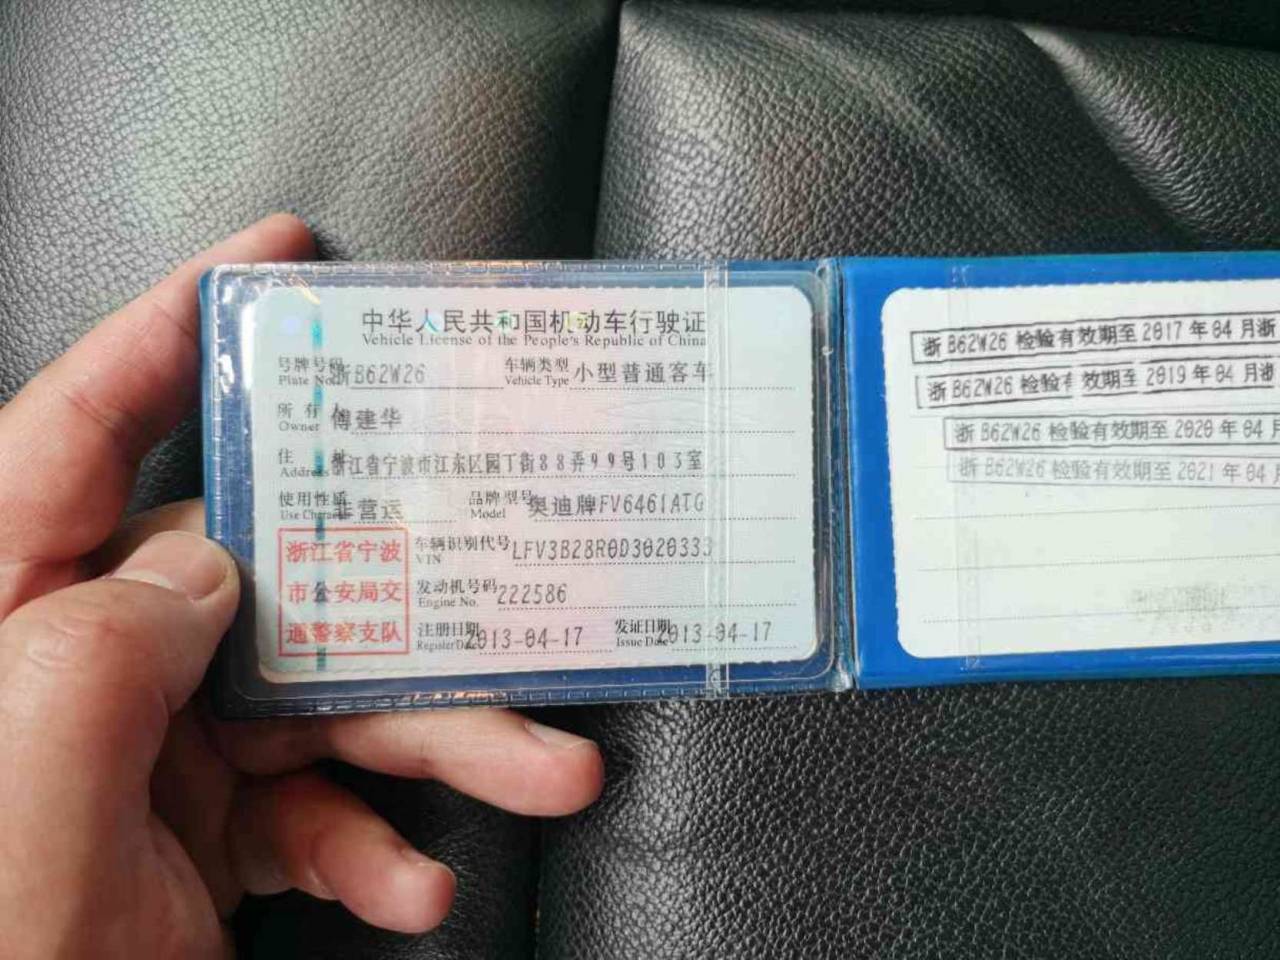 中华人民共和国机动车行驶证
Vehicle License of the People's Republic of China
号牌号码 浙B62W26 车辆类型 小型普通客车
Plate No. Vehicle Type
所有人 傅建华
Owner
住址 浙江省宁波市江东区园丁街88弄99号103室
Address
使用性质 非营运 品牌型号 奥迪牌FV6461ATG
Use Character Model
浙江省宁波 车辆识别代号 LFV3B28R0D3020333
VIN
市公安局交 发动机号码 222586
Engine No.
通警察支队 注册日期 2013-04-17 发证日期 2013-04-17
Register Date Issue Date
浙B62W26 检验有效期至2017年04月浙
浙B62W26 检验有效期至2019年04月浙
浙B62W26 检验有效期至2020年04月
浙B62W26 检验有效期至2021年04月